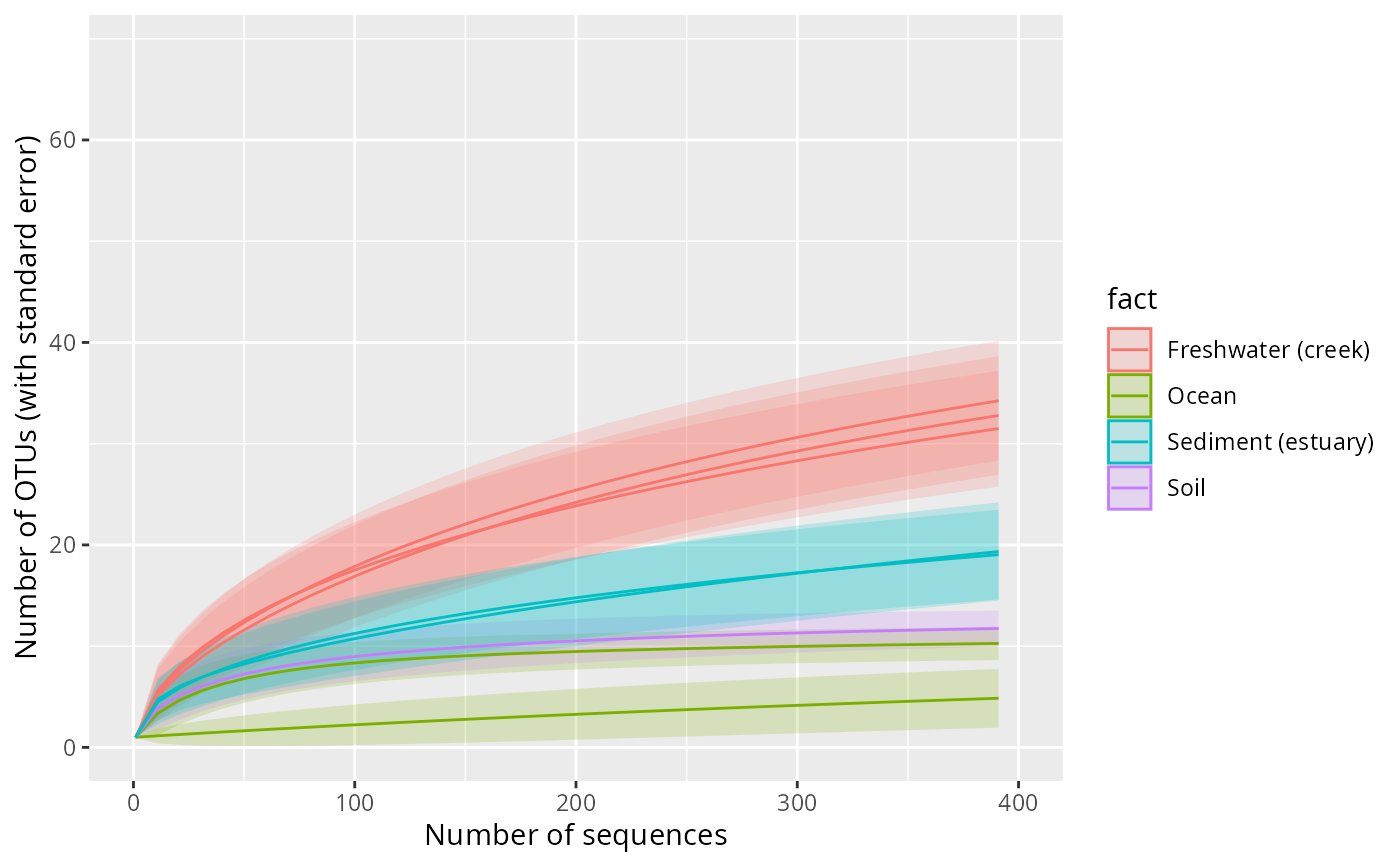 Number of OTUs (with standard error)
60
40
20
0
0 100 200 300 400
Number of sequences
fact
Freshwater (creek)
Ocean
Sediment (estuary)
Soil